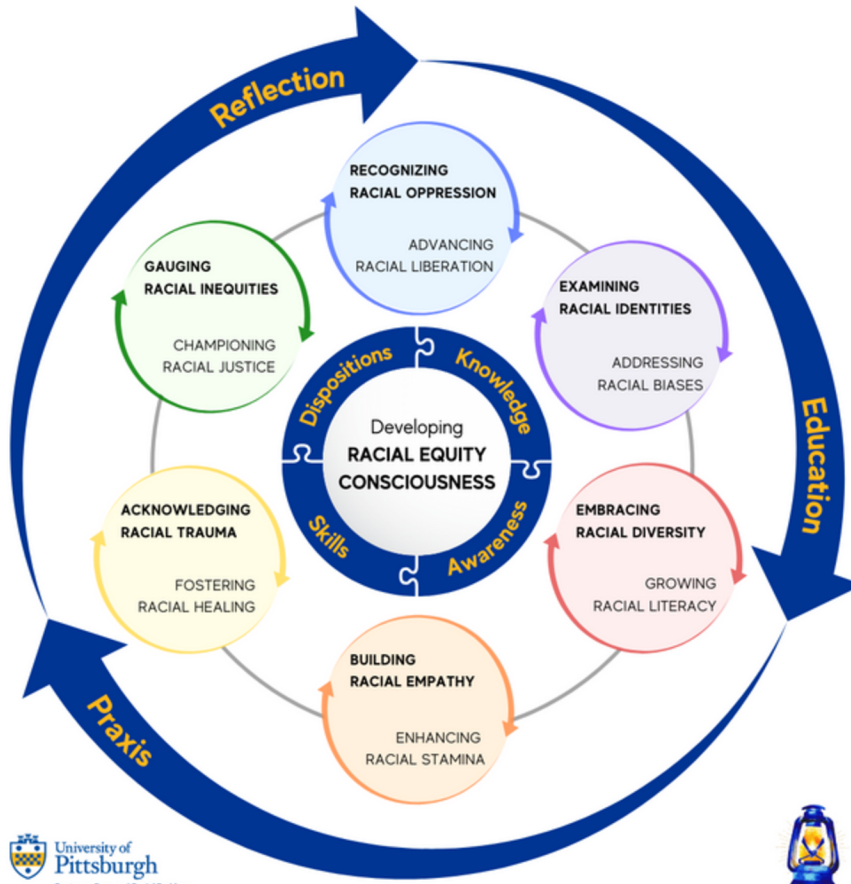 Reflection
Education
Praxis
RECOGNIZING
RACIAL OPPRESSION
ADVANCING
RACIAL LIBERATION
EXAMINING
RACIAL IDENTITIES
ADDRESSING
RACIAL BIASES
EMBRACING
RACIAL DIVERSITY
GROWING
RACIAL LITERACY
BUILDING
RACIAL EMPATHY
ENHANCING
RACIAL STAMINA
ACKNOWLEDGING
RACIAL TRAUMA
FOSTERING
RACIAL HEALING
GAUGING
RACIAL INEQUITIES
CHAMPIONING
RACIAL JUSTICE
Dispositions
Knowledge
Awareness
Skills
Developing
RACIAL EQUITY
CONSCIOUSNESS
University of
Pittsburgh